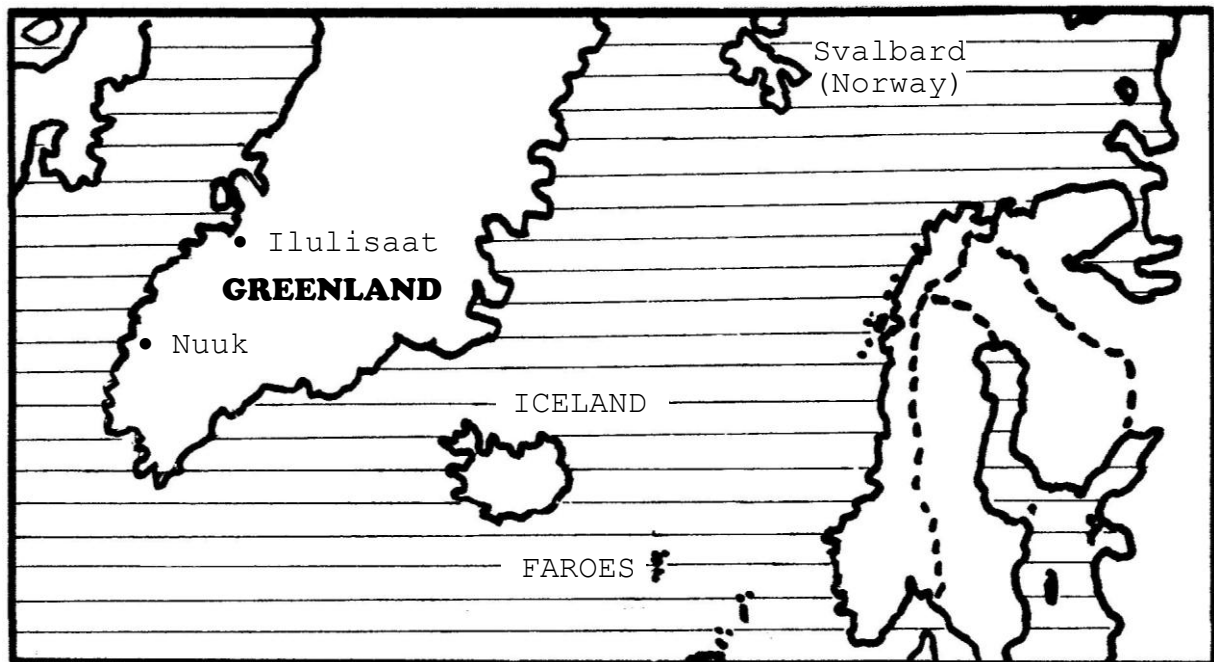 Svalbard
(Norway)
Ilulisaat
GREENLAND
Nuuk
ICELAND
FAROES